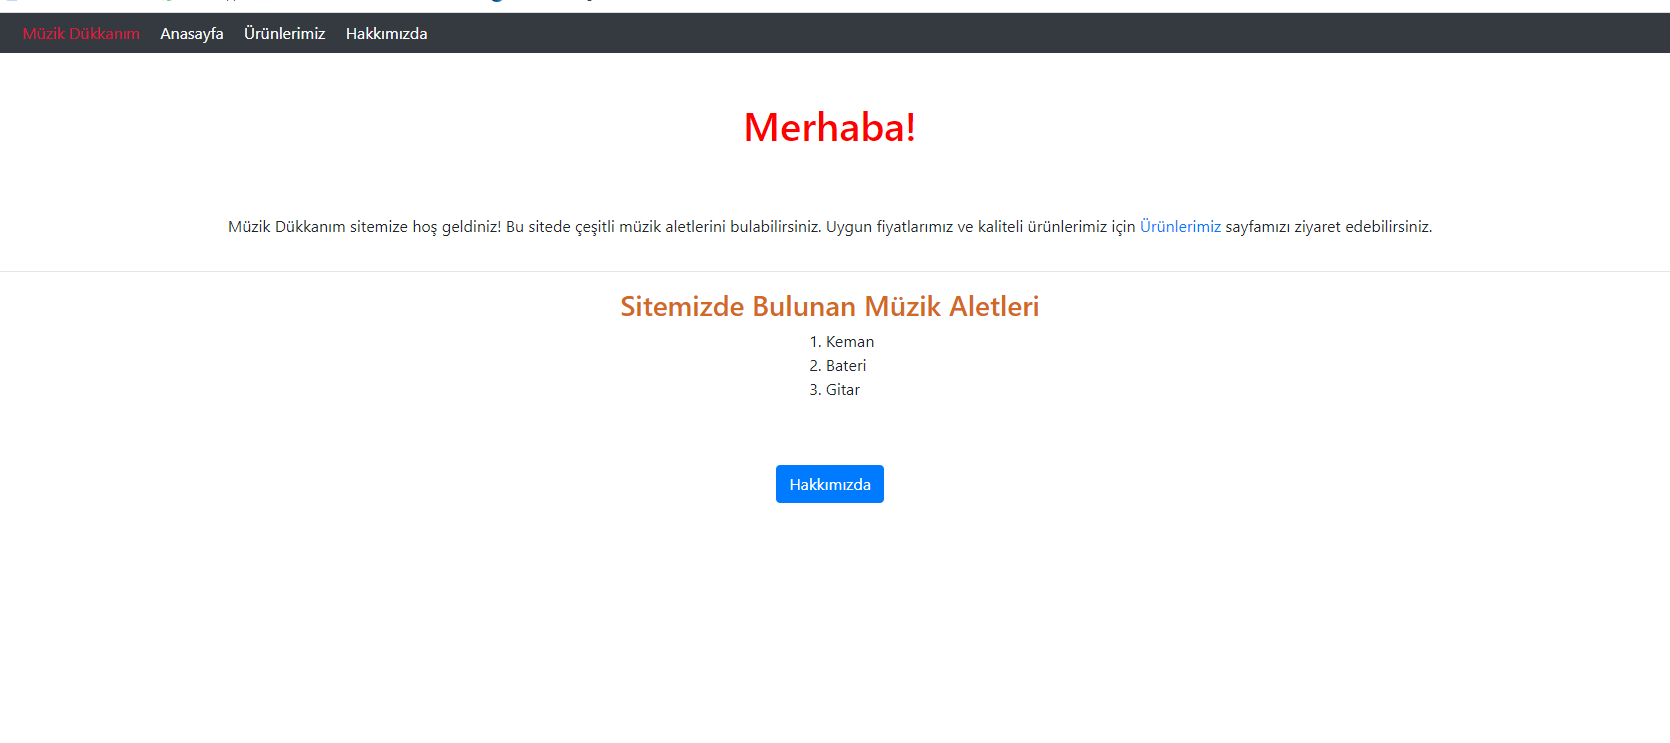 Müzik Dükkanım Anasayfa Ürünlerimiz Hakkımızda
Merhaba!
Müzik Dükkanım sitemize hoş geldiniz! Bu sitede çeşitli müzik aletlerini bulabilirsiniz. Uygun fiyatlarımız ve kaliteli ürünlerimiz için Ürünlerimiz sayfamızı ziyaret edebilirsiniz.
Sitemizde Bulunan Müzik Aletleri
1. Keman
2. Bateri
3. Gitar
Hakkımızda